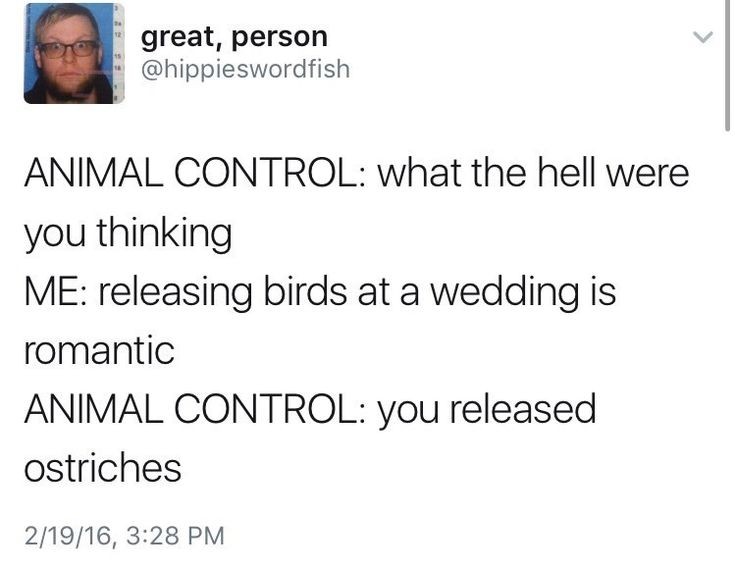 great, person
@hippieswordfish
ANIMAL CONTROL: what the hell were
you thinking
ME: releasing birds at a wedding is
romantic
ANIMAL CONTROL: you released
ostriches
2/19/16, 3:28 PM